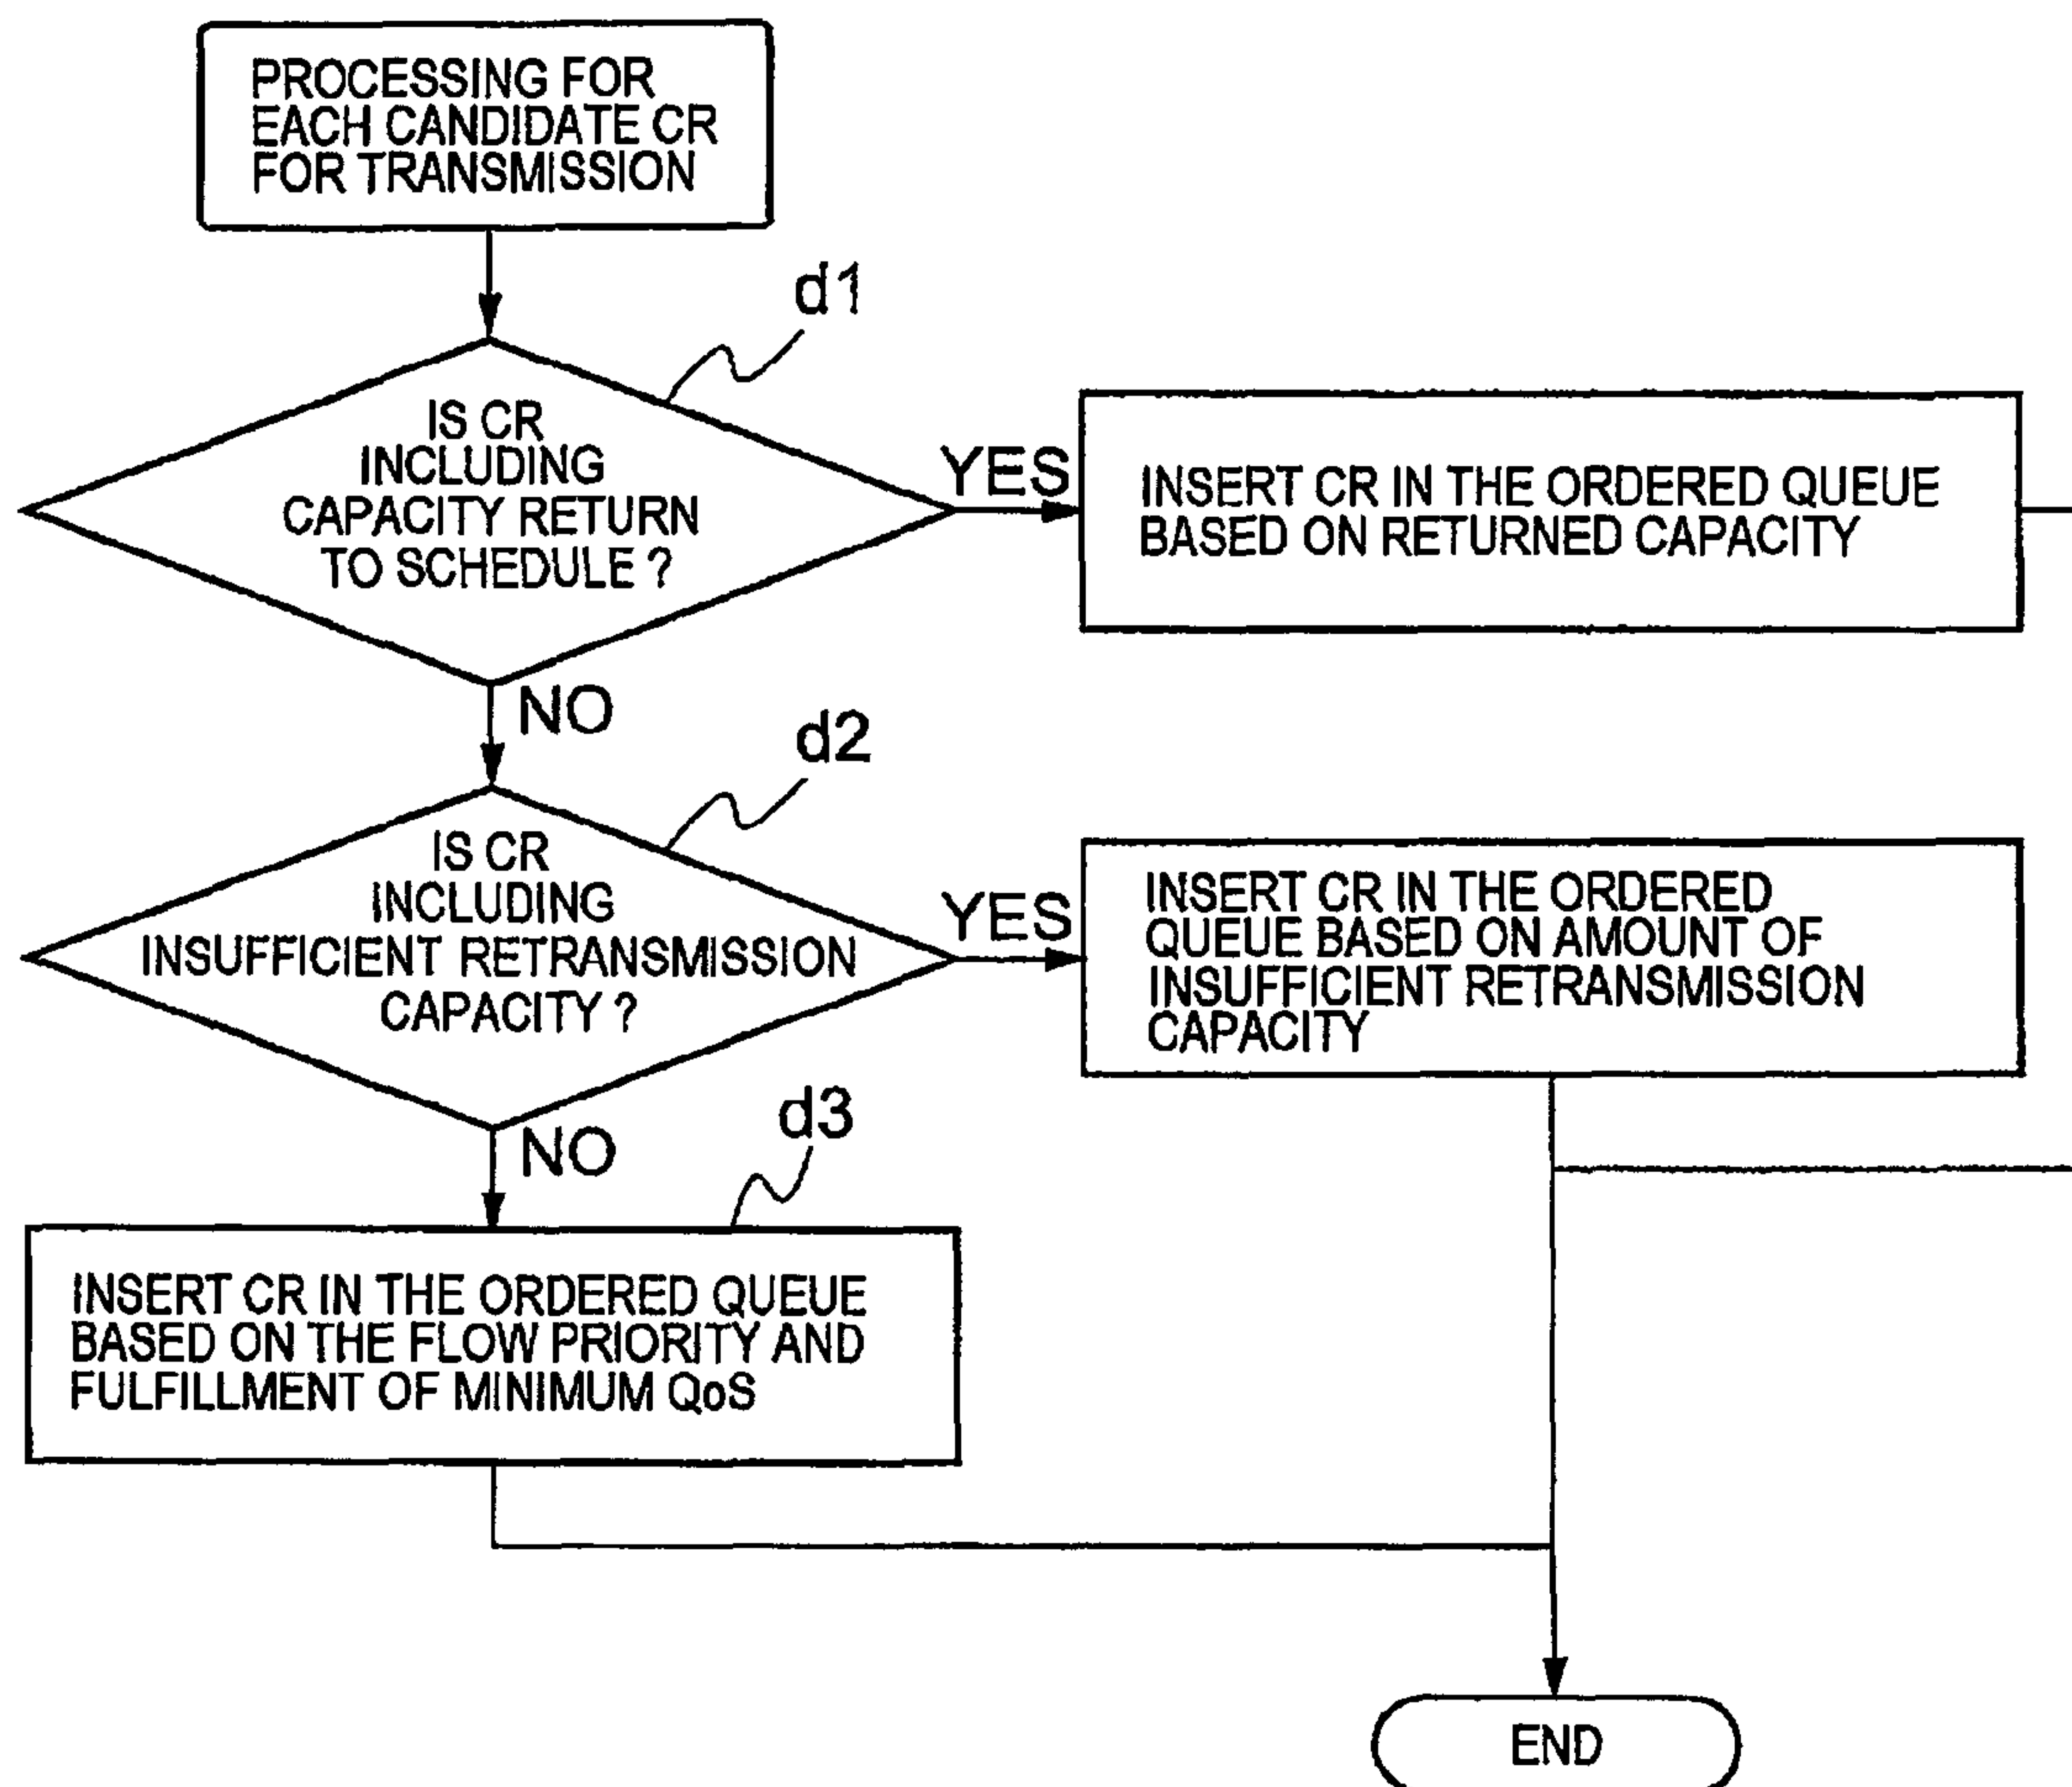 PROCESSING FOR
EACH CANDIDATE CR
FOR TRANSMISSION
d1
IS CR
INCLUDING
CAPACITY RETURN
TO SCHEDULE ?
YES
INSERT CR IN THE ORDERED QUEUE
BASED ON RETURNED CAPACITY
NO
d2
IS CR
INCLUDING
INSUFFICIENT RETRANSMISSION
CAPACITY ?
YES
INSERT CR IN THE ORDERED
QUEUE BASED ON AMOUNT OF
INSUFFICIENT RETRANSMISSION
CAPACITY
NO
d3
INSERT CR IN THE ORDERED QUEUE
BASED ON THE FLOW PRIORITY AND
FULFILLMENT OF MINIMUM QoS
END